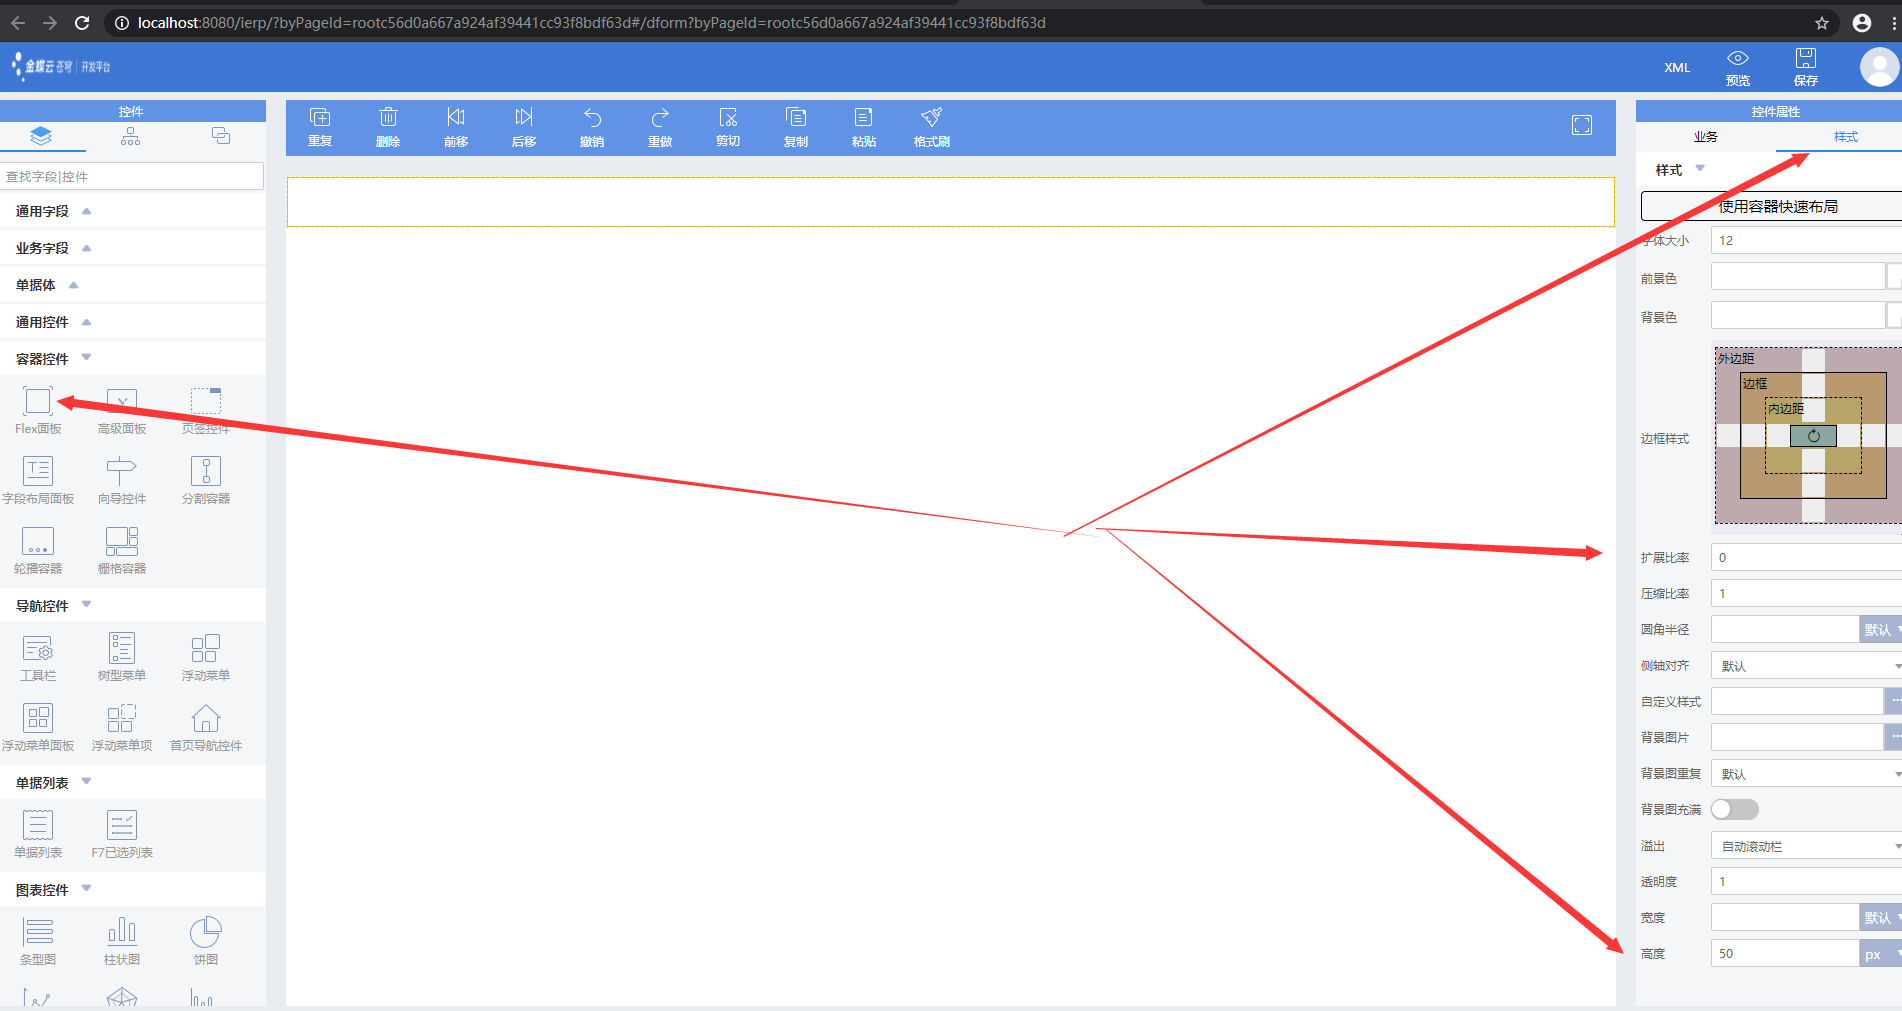 localhost:8080/ierp/?byPageId=rootc56d0a667a924af39441cc93f8bdf63d#/dform?byPageId=rootc56d0a667a924af39441cc93f8bdf63d
金蝶云 苍穹 | 开发平台
XML
预览
保存
控件
查找字段|控件
通用字段
业务字段
单据体
通用控件
容器控件
Flex面板
高级面板
页签控件
字段布局面板
向导控件
分割容器
轮播容器
栅格容器
导航控件
工具栏
树型菜单
浮动菜单
浮动菜单面板
浮动菜单项
首页导航控件
单据列表
单据列表
F7已选列表
图表控件
条型图
柱状图
饼图
重复
删除
前移
后移
撤销
重做
剪切
复制
粘贴
格式刷
控件属性
业务
样式
样式
使用容器快速布局
字体大小
12
前景色
背景色
边框样式
外边距
边框
内边距
扩展比率
0
压缩比率
1
圆角半径
默认
侧轴对齐
默认
自定义样式
...
背景图片
...
背景图重复
默认
背景图充满
溢出
自动滚动栏
透明度
1
宽度
默认
高度
50
px